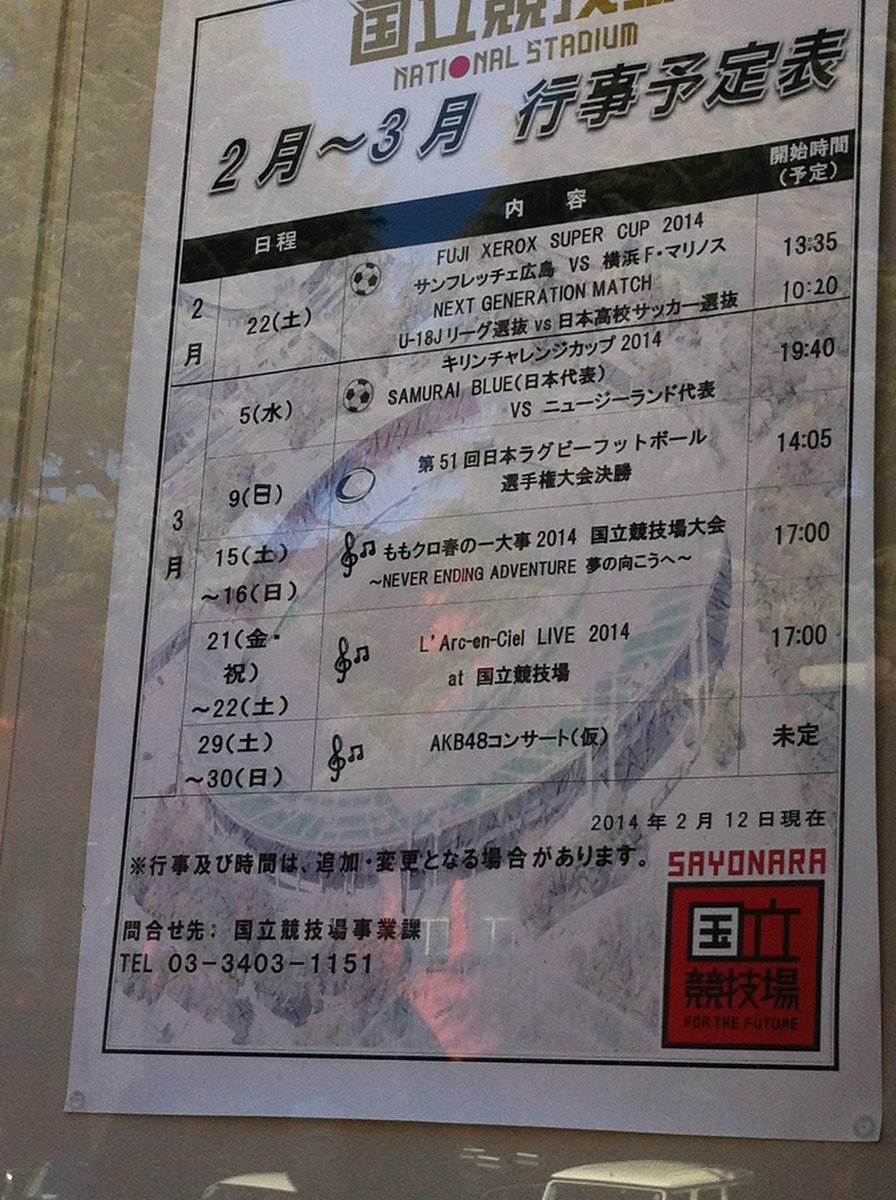 国立競技場
NATIONAL STADIUM
2月～3月 行事予定表
日程 内容 開始時間(予定)
2月
22(土)
FUJI XEROX SUPER CUP 2014
サンフレッチェ広島 VS 横浜F・マリノス
13:35
NEXT GENERATION MATCH
U-18Jリーグ選抜 vs 日本高校サッカー選抜
10:20
3月
5(水)
キリンチャレンジカップ2014
SAMURAI BLUE(日本代表)
VS ニュージーランド代表
19:40
9(日)
第51回日本ラグビーフットボール
選手権大会決勝
14:05
15(土)
～16(日)
ももクロ春の一大事2014 国立競技場大会
～NEVER ENDING ADVENTURE 夢の向こうへ～
17:00
21(金・
祝)
～22(土)
L'Arc-en-Ciel LIVE 2014
at 国立競技場
17:00
29(土)
～30(日)
AKB48コンサート(仮)
未定
2014年2月12日現在
※行事及び時間は、追加・変更となる場合があります。
問合せ先: 国立競技場事業課
TEL 03-3403-1151
SAYONARA
国立
競技場
FOR THE FUTURE